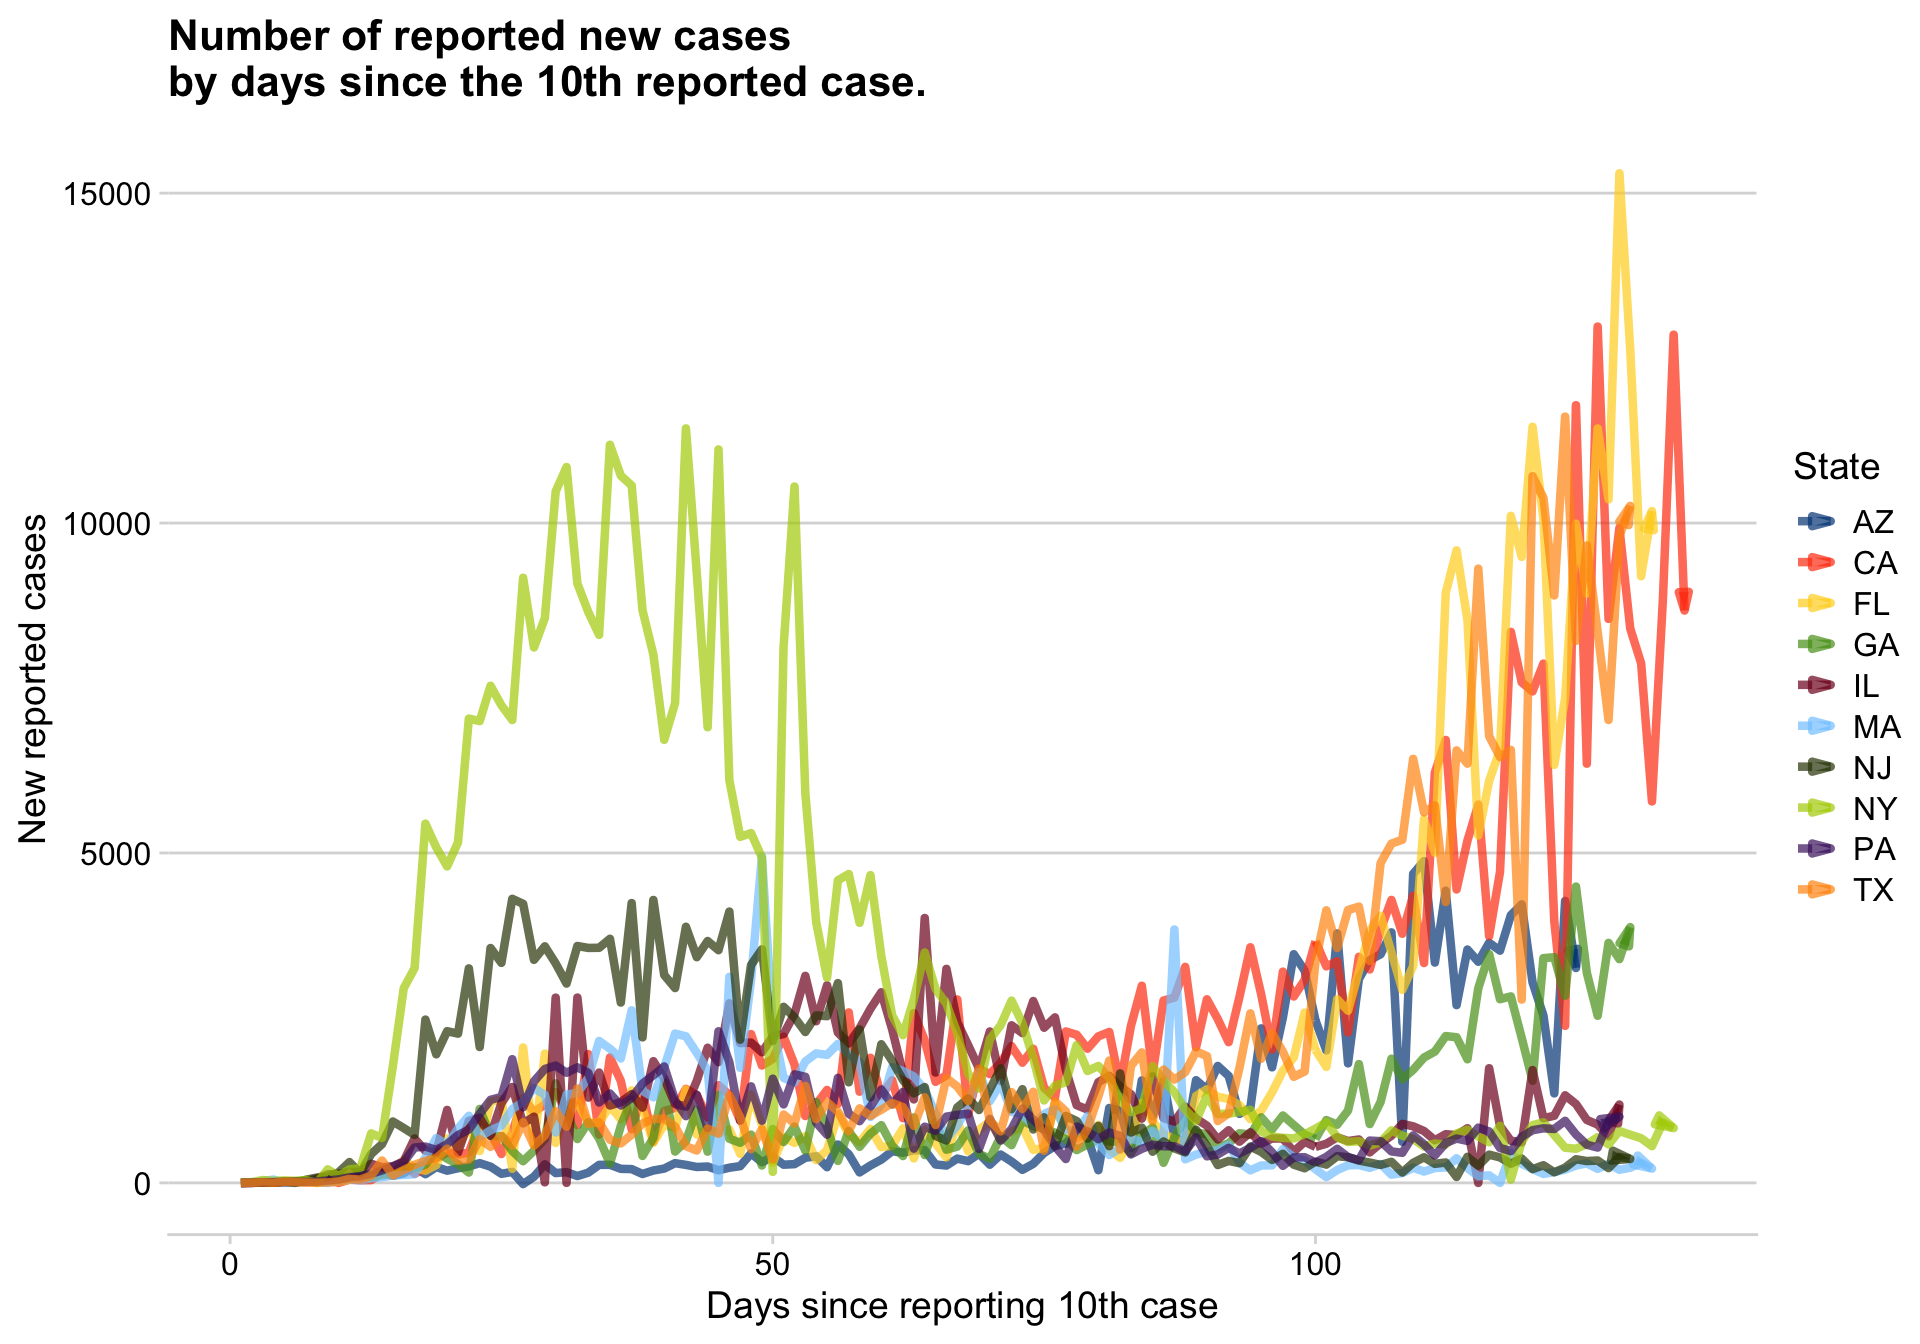 Number of reported new cases
by days since the 10th reported case.
15000
10000
5000
0
New reported cases
0
50
100
Days since reporting 10th case
State
AZ
CA
FL
GA
IL
MA
NJ
NY
PA
TX